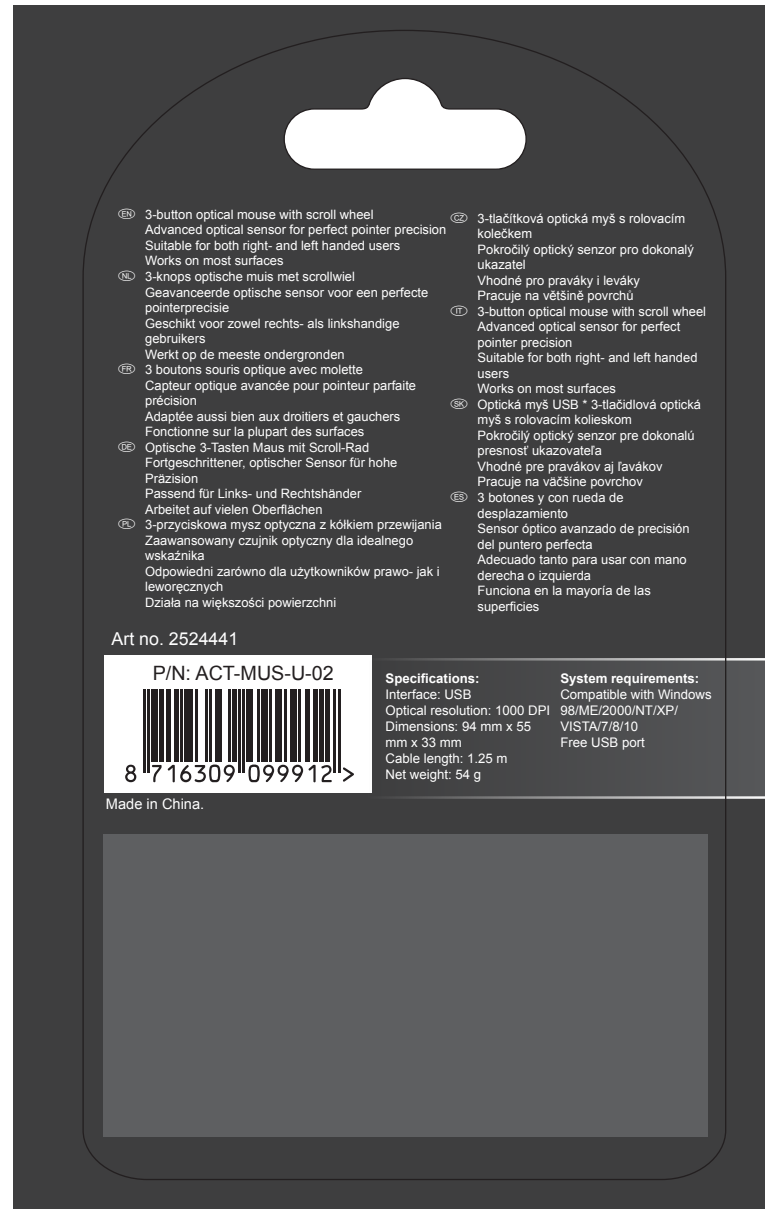 EN 3-button optical mouse with scroll wheel
Advanced optical sensor for perfect pointer precision
Suitable for both right- and left handed users
Works on most surfaces
NL 3-knops optische muis met scrollwiel
Geavanceerde optische sensor voor een perfecte
pointerprecisie
Geschikt voor zowel rechts- als linkshandige
gebruikers
Werkt op de meeste ondergronden
FR 3 boutons souris optique avec molette
Capteur optique avancée pour pointeur parfaite
précision
Adaptée aussi bien aux droitiers et gauchers
Fonctionne sur la plupart des surfaces
DE Optische 3-Tasten Maus mit Scroll-Rad
Fortgeschrittener, optischer Sensor für hohe
Präzision
Passend für Links- und Rechtshänder
Arbeitet auf vielen Oberflächen
PL 3-przyciskowa mysz optyczna z kółkiem przewijania
Zaawansowany czujnik optyczny dla idealnego
wskaźnika
Odpowiedni zarówno dla użytkowników prawo- jak i
leworęcznych
Działa na większości powierzchni
CZ 3-tlačítková optická myš s rolovacím
kolečkem
Pokročilý optický senzor pro dokonalý
ukazatel
Vhodné pro praváky i leváky
Pracuje na většině povrchů
IT 3-button optical mouse with scroll wheel
Advanced optical sensor for perfect
pointer precision
Suitable for both right- and left handed
users
Works on most surfaces
SK Optická myš USB * 3-tlačidlová optická
myš s rolovacím kolieskom
Pokročilý optický senzor pre dokonalú
presnosť ukazovateľa
Vhodné pre pravákov aj ľavákov
Pracuje na väčšine povrchov
ES 3 botones y con rueda de
desplazamiento
Sensor óptico avanzado de precisión
del puntero perfecta
Adecuado tanto para usar con mano
derecha o izquierda
Funciona en la mayoría de las
superficies
Art no. 2524441
P/N: ACT-MUS-U-02
8 716309 099912 >
Made in China.
Specifications:
Interface: USB
Optical resolution: 1000 DPI
Dimensions: 94 mm x 55
mm x 33 mm
Cable length: 1.25 m
Net weight: 54 g
System requirements:
Compatible with Windows
98/ME/2000/NT/XP/
VISTA/7/8/10
Free USB port